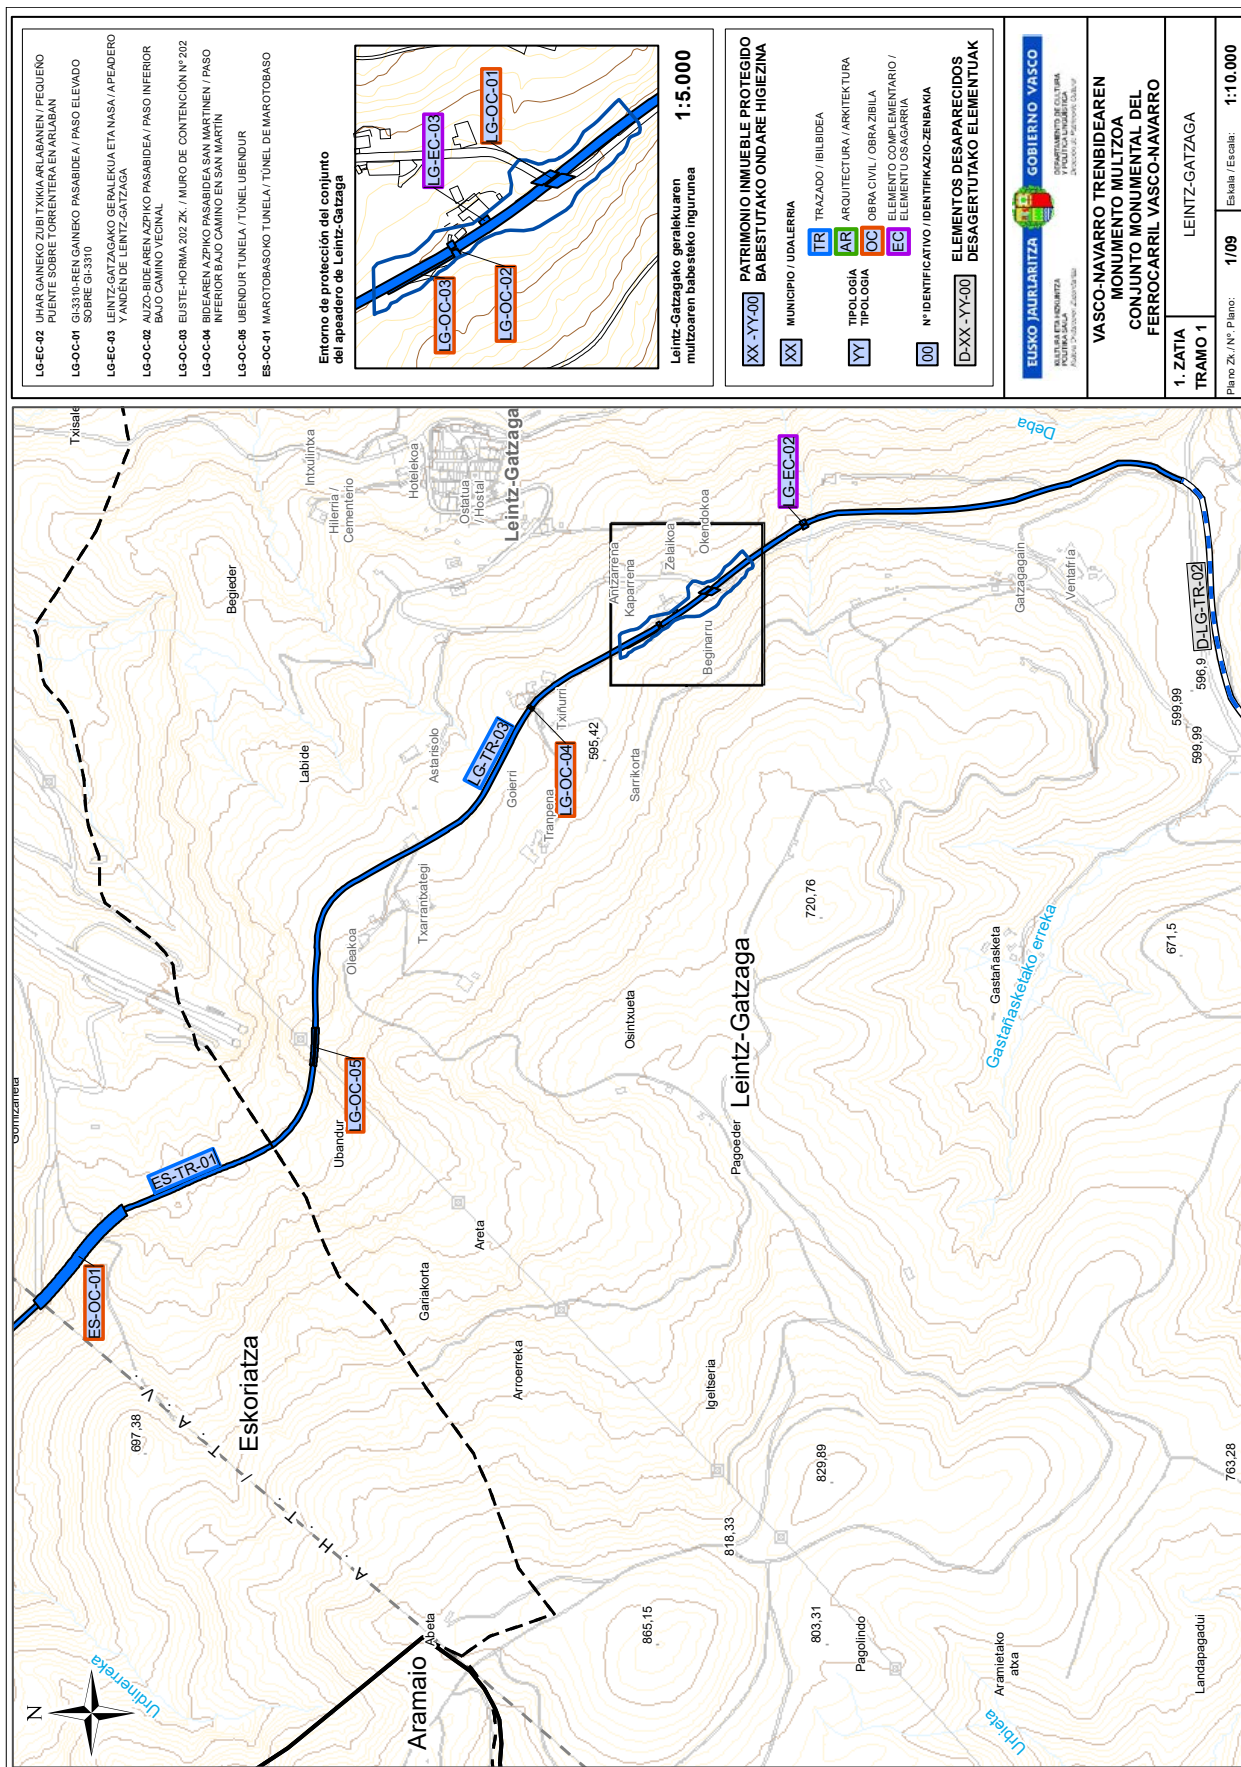 LG-EC-02 UHAR GAINEKO ZUBITXIKIA ARLABANEN / PEQUEÑO
PUENTE SOBRE TORRENTERA EN ARLABAN
LG-OC-01 GI-3310-REN GAINEKO PASABIDEA / PASO ELEVADO
SOBRE GI-3310
LG-EC-03 LEINTZ-GATZAGAKO GERALEKUA ETA NASA / APEADERO
Y ANDEN DE LEINTZ-GATZAGA
LG-OC-02 AUZO-BIDEAREN AZPIKO PASABIDEA / PASO INFERIOR
BAJO CAMINO VECINAL
LG-OC-03 EUSTE-HORMA 202 ZK. / MURO DE CONTENCIÓN Nº 202
LG-OC-04 BIDEAREN AZPIKO PASABIDEA SAN MARTINEN / PASO
INFERIOR BAJO CAMINO EN SAN MARTÍN
LG-OC-05 UBENDUR TUNELA / TÚNEL UBENDUR
ES-OC-01 MAROTOBASOKO TUNELA / TÚNEL DE MAROTOBASO
Entorno de protección del conjunto
del apeadero de Leintz-Gatzaga
LG-OC-03
LG-OC-02
LG-EC-03
LG-OC-01
Leintz-Gatzagako geralekuaren
multzoaren babesteko ingurunea
1:5.000
XX -YY-00 PATRIMONIO INMUEBLE PROTEGIDO
BABESTUTAKO ONDARE HIGIEZINA
XX MUNICIPIO / UDALERRIA
YY TIPOLOGÍA
TIPOLOGIA
TR TRAZADO / IBILBIDEA
AR ARQUITECTURA / ARKITEKTURA
OC OBRA CIVIL / OBRA ZIBILA
EC ELEMENTO COMPLEMENTARIO /
ELEMENTU OSAGARRIA
00 Nº IDENTIFICATIVO / IDENTIFIKAZIO-ZENBAKIA
D-XX -YY-00 ELEMENTOS DESAPARECIDOS
DESAGERTUTAKO ELEMENTUAK
EUSKO JAURLARITZA GOBIERNO VASCO
KULTURA ETA HIZKUNTZA
POLITIKA SAILA
DEPARTAMENTO DE CULTURA
Y POLÍTICA LINGÜÍSTICA
VASCO-NAVARRO TRENBIDEAREN
MONUMENTO MULTZOA
CONJUNTO MONUMENTAL DEL
FERROCARRIL VASCO-NAVARRO
1. ZATIA
TRAMO 1
LEINTZ-GATZAGA
Plano Zk. / Nº. Plano: 1/09 Eskala / Escala: 1:10.000
N
Urdinerreka
Aramaio
Abeta
A . H . T . / T . A . V .
697,38
Eskoriatza
ES-OC-01
ES-TR-01
Gariakorta
Areta
Arroerreka
Ubandur
LG-OC-05
Oleakoa
Txarrantxategi
Labide
Begieder
Astarisolo
Txisale
Intxulintxa
Hilerria /
Cementerio
Hotelekoa
Ostatua
/ Hostal
Leintz-Gatzaga
LG-TR-03
Goierri
Tranpena
Txiñurri
LG-OC-04
595,42
Sarrikorta
Antzarrena
Kaparrena
Zelaikoa
Okendokoa
Beginarru
LG-EC-02
Deba
Gatzagagain
Ventafría
D-LG-TR-02
596,9
599,99
599,99
720,76
Osintxueta
Leintz-Gatzaga
Pagoeder
Gastañasketa
Gastañasketako erreka
671,5
Igeltseria
829,89
818,33
865,15
803,31
Pagolindo
Aramietako
atxa
Urbieta
Landapagadui
763,28